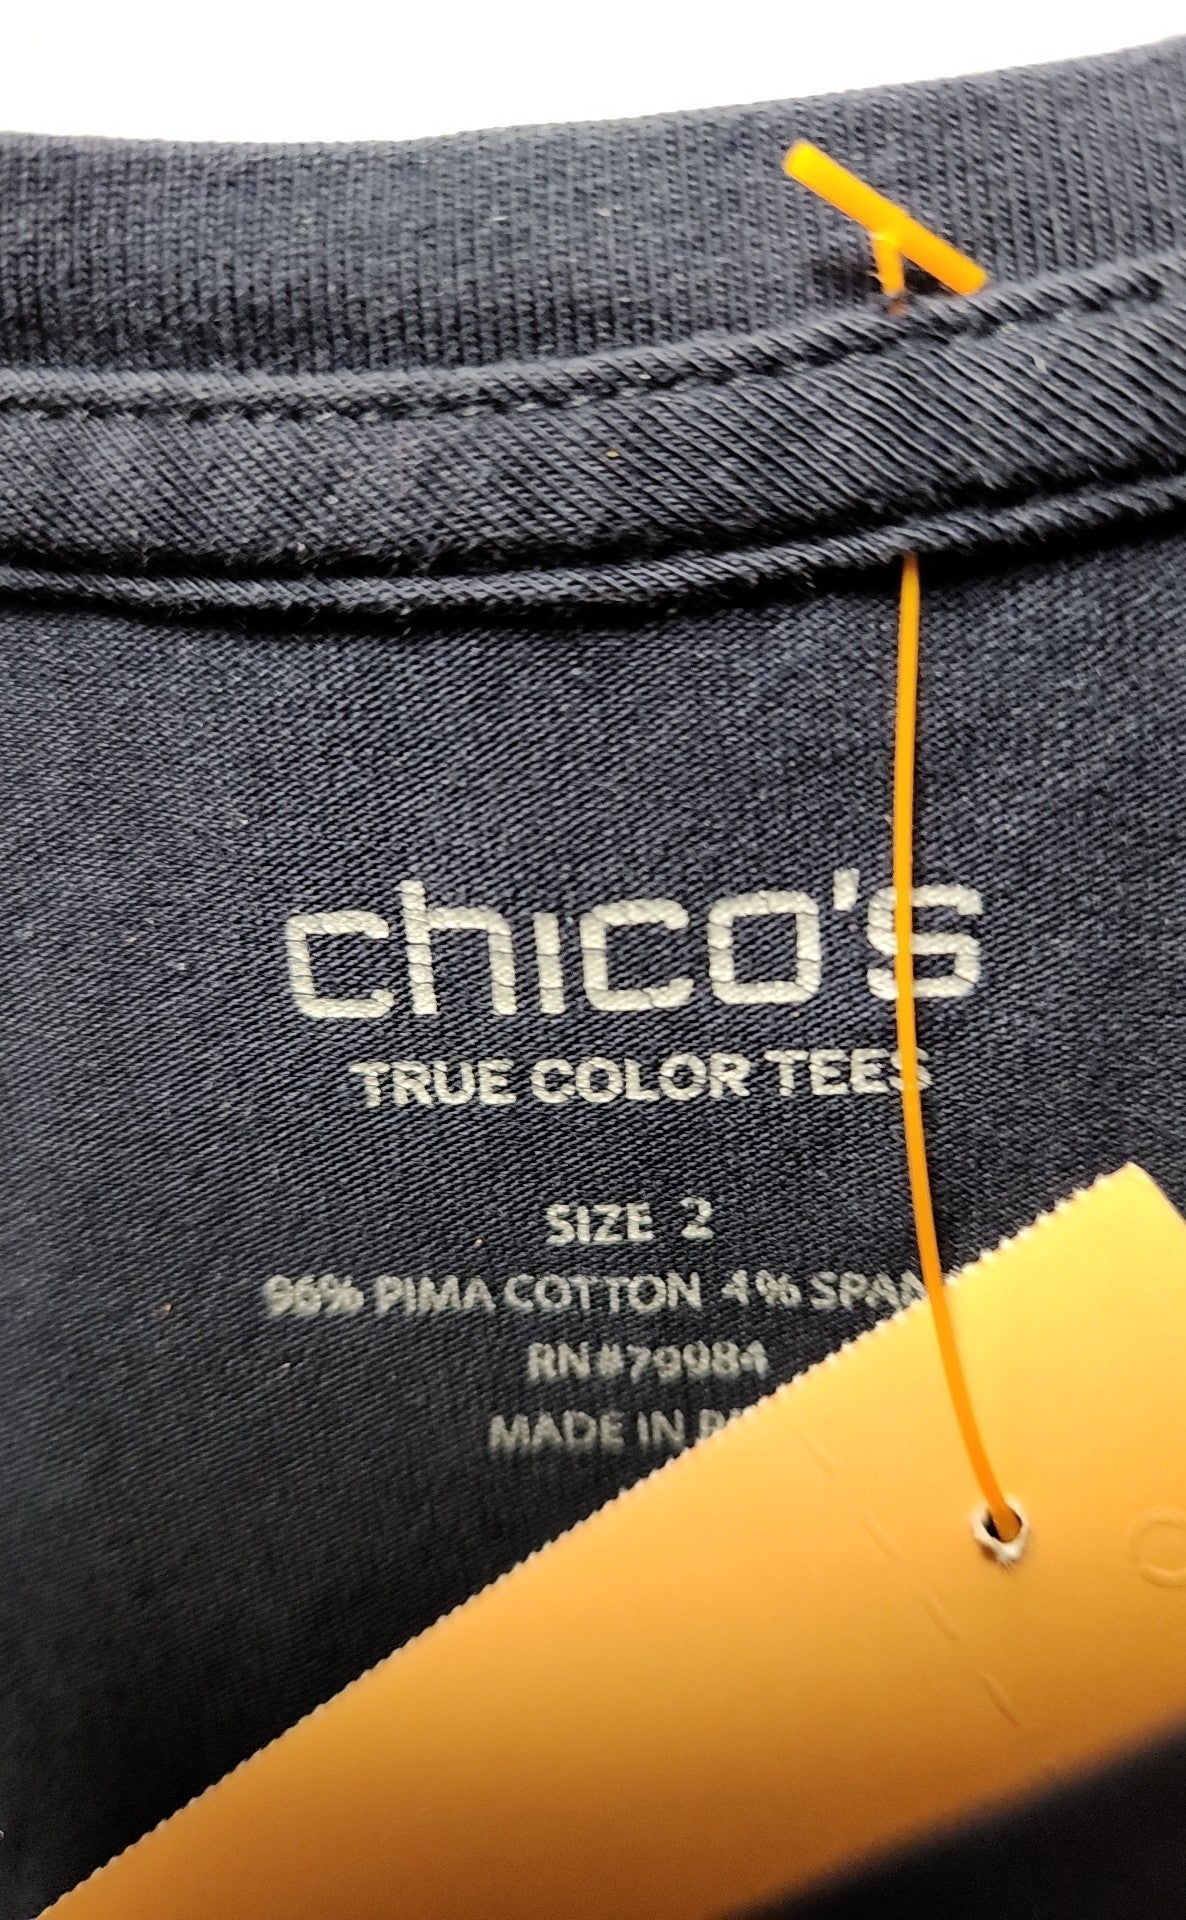 chico's
TRUE COLOR TEES
SIZE 2
96% PIMA COTTON 4% SPAN
RN#79984
MADE IN